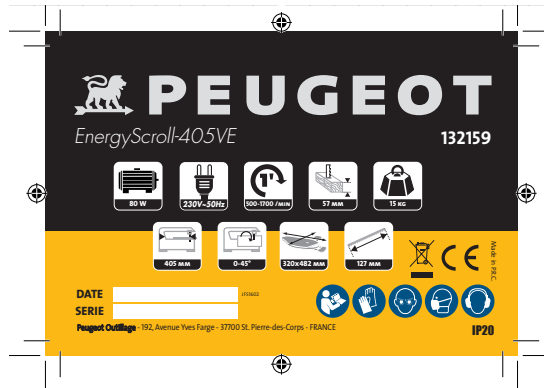 PEUGEOT
EnergyScroll-405VE
132159
80 W
230V~50Hz
1'
500-1700 /MIN
57 MM
15 KG
405 MM
0-45°
320x482 MM
127 MM
CE
Made in P.R.C.
DATE
SERIE
Peugeot Outillage - 192, Avenue Yves Farge - 37700 St. Pierre-des-Corps - FRANCE
IP20